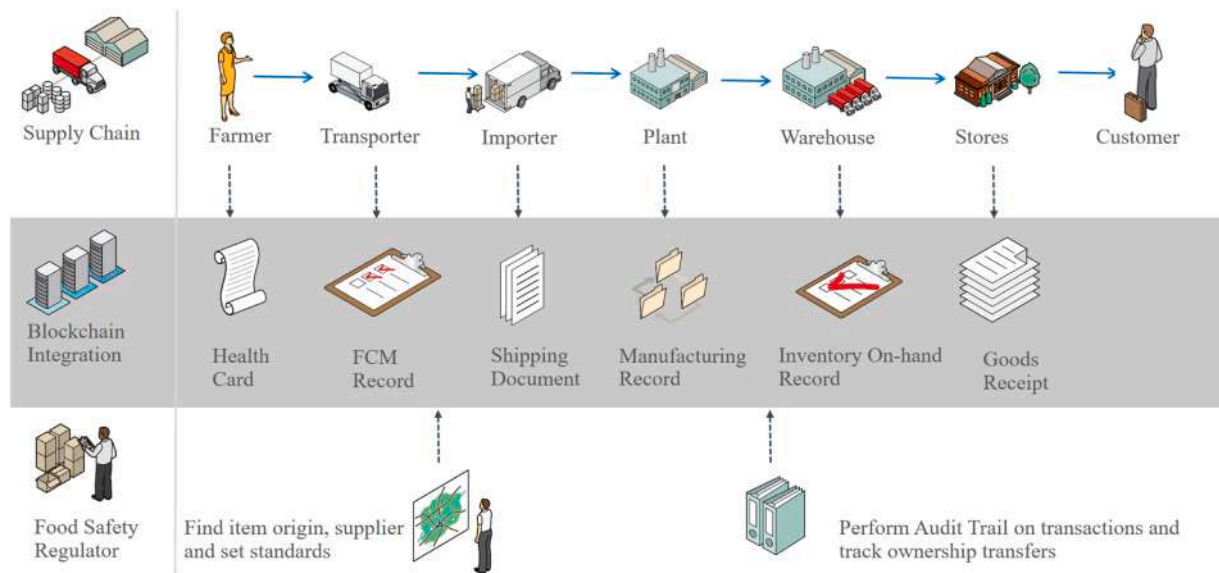 Supply Chain
Farmer
Transporter
Importer
Plant
Warehouse
Stores
Customer
Blockchain
Integration
Health
Card
FCM
Record
Shipping
Document
Manufacturing
Record
Inventory On-hand
Record
Goods
Receipt
Food Safety
Regulator
Find item origin, supplier
and set standards
Perform Audit Trail on transactions and
track ownership transfers